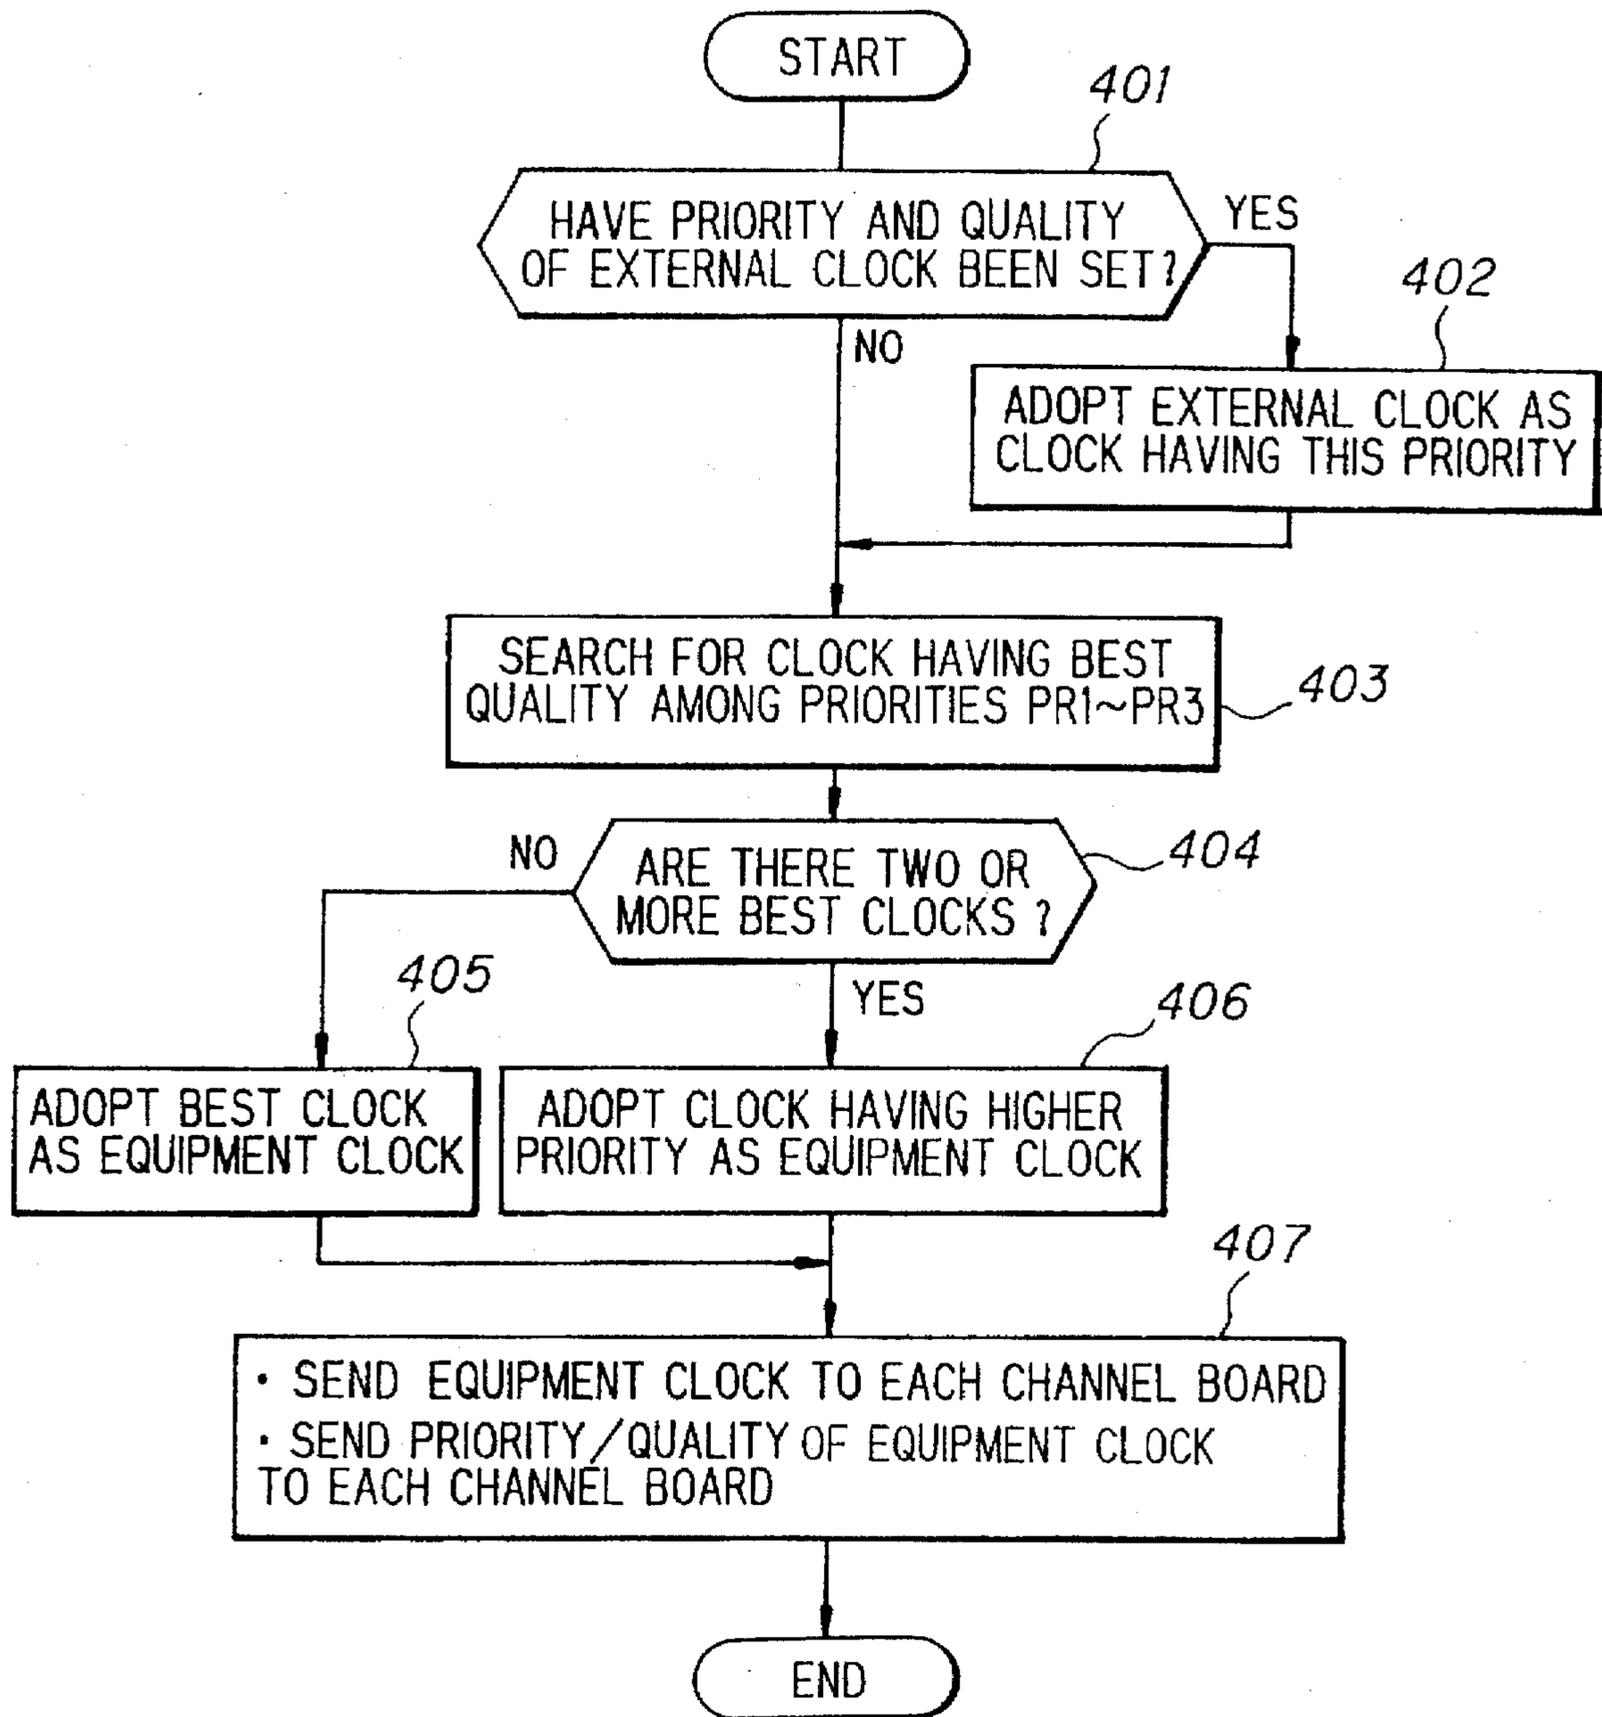 START
401
HAVE PRIORITY AND QUALITY
OF EXTERNAL CLOCK BEEN SET?
YES
NO
402
ADOPT EXTERNAL CLOCK AS
CLOCK HAVING THIS PRIORITY
SEARCH FOR CLOCK HAVING BEST
QUALITY AMONG PRIORITIES PR1~PR3
403
ARE THERE TWO OR
MORE BEST CLOCKS ?
404
NO
YES
405
ADOPT BEST CLOCK
AS EQUIPMENT CLOCK
406
ADOPT CLOCK HAVING HIGHER
PRIORITY AS EQUIPMENT CLOCK
407
· SEND EQUIPMENT CLOCK TO EACH CHANNEL BOARD
· SEND PRIORITY/QUALITY OF EQUIPMENT CLOCK
TO EACH CHANNEL BOARD
END